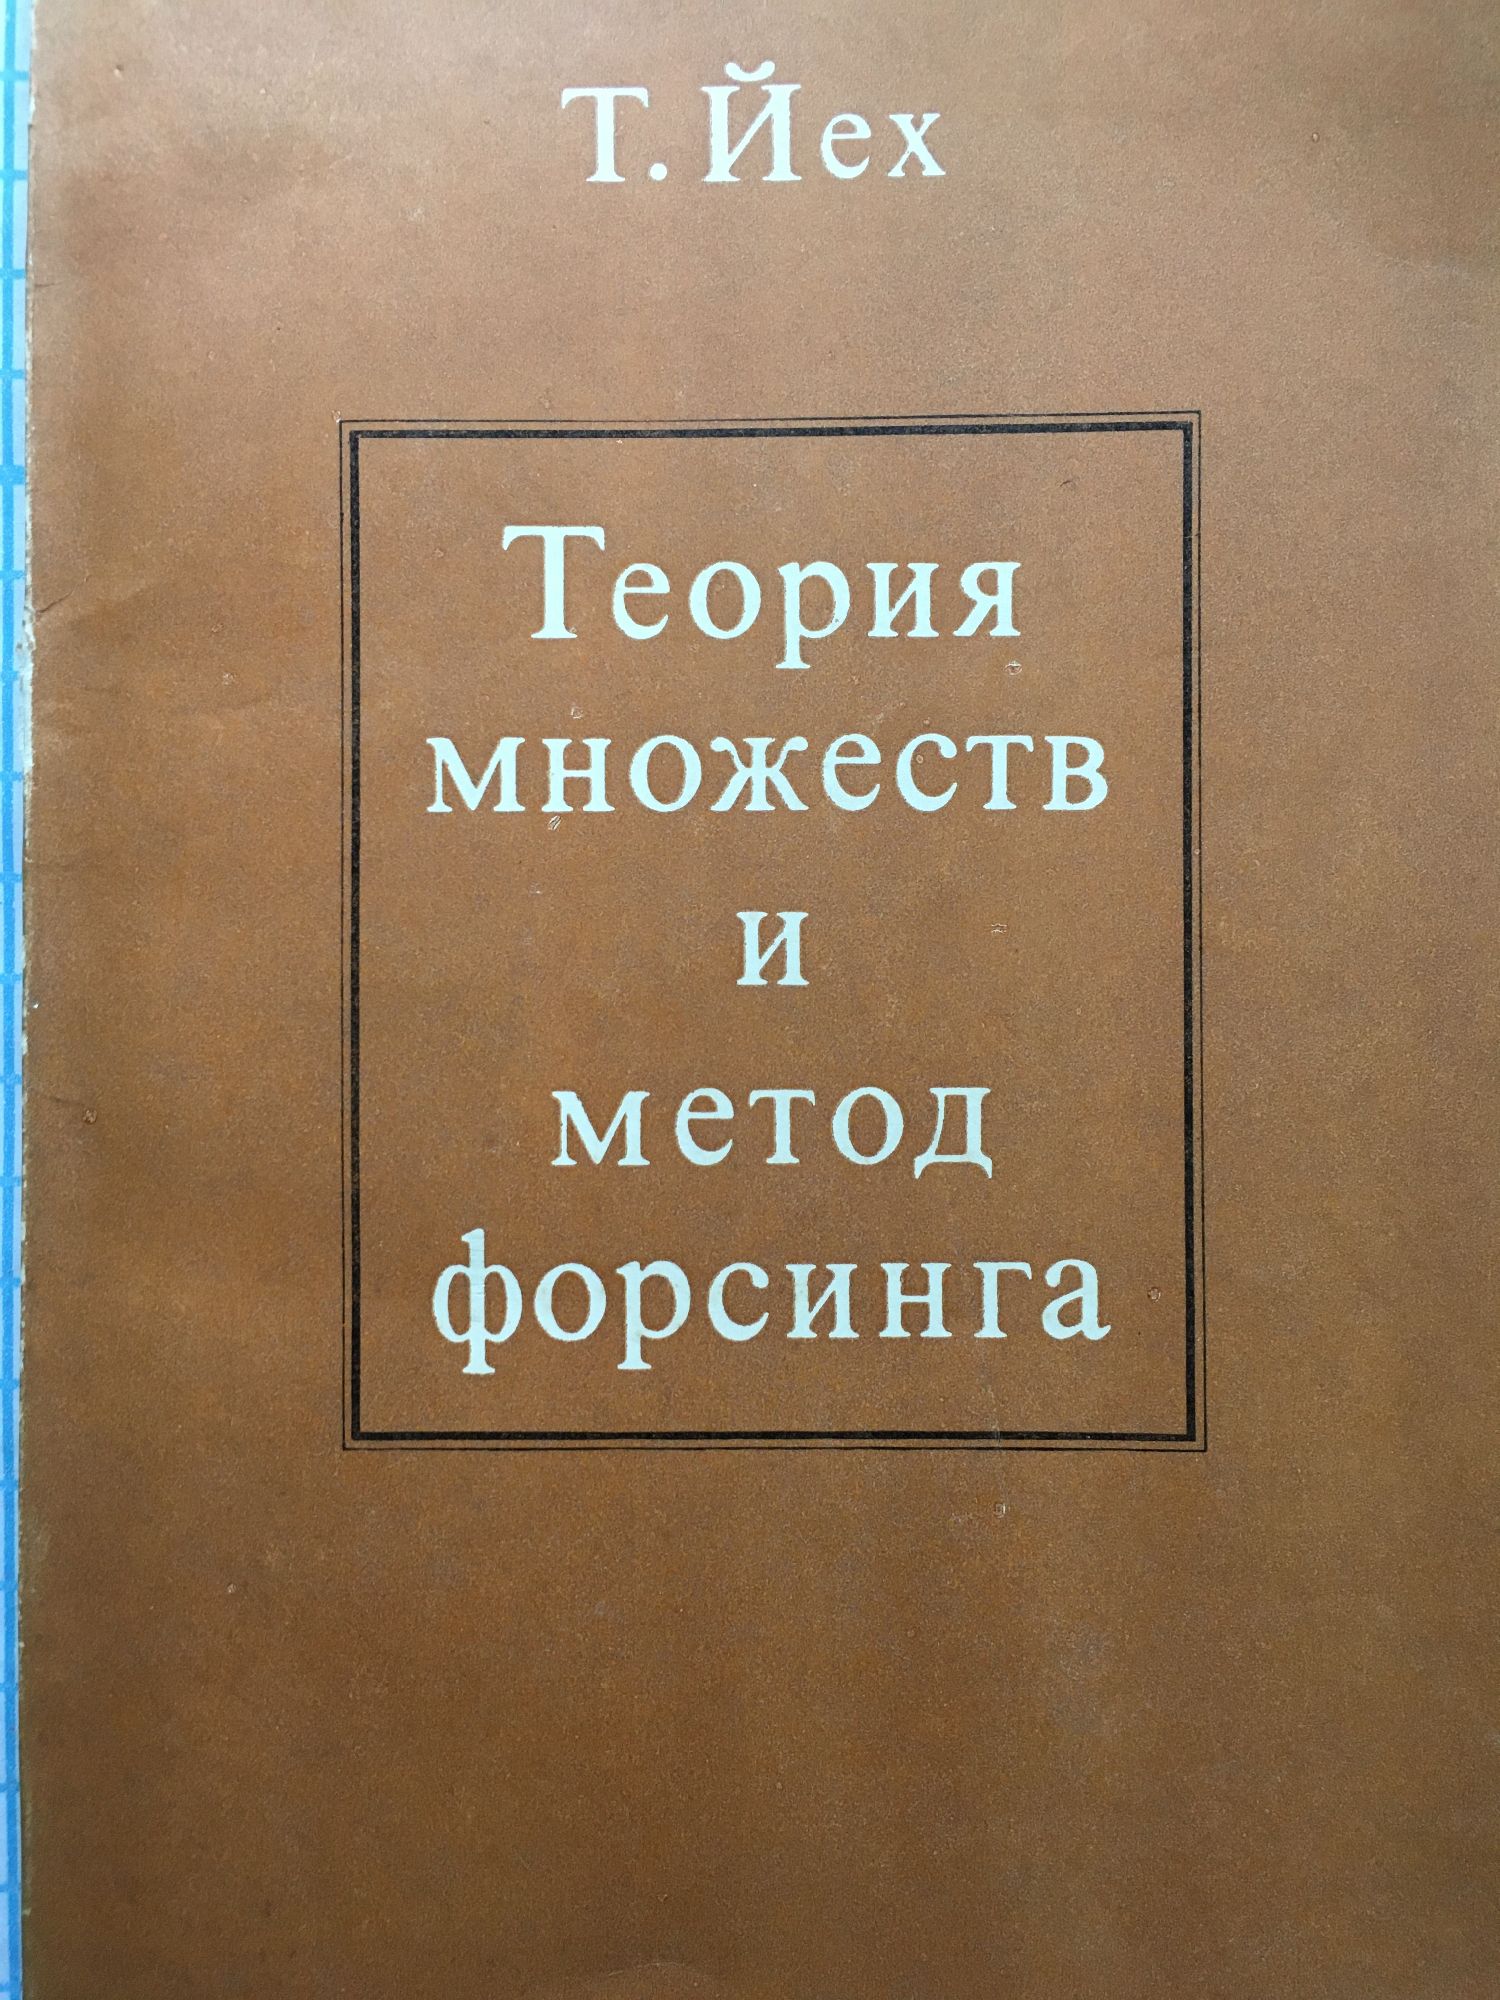 Т. Йех
Теория
множеств
и
метод
форсинга